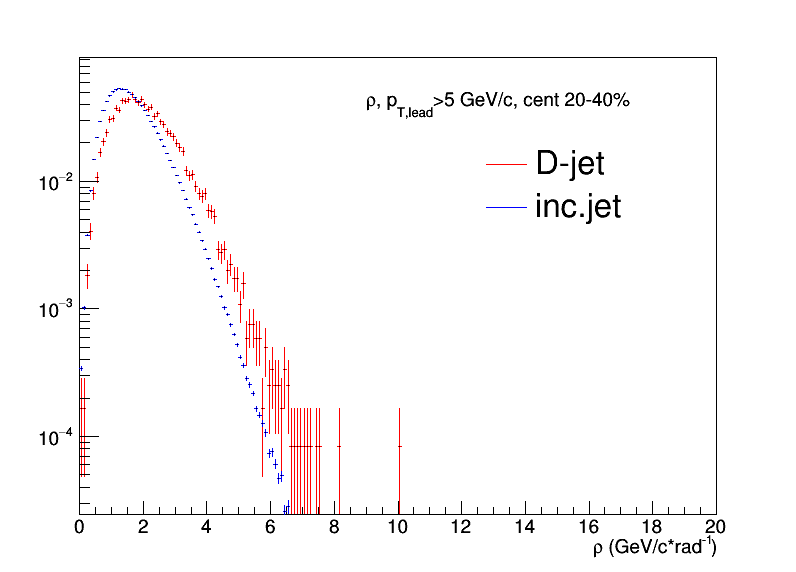 ρ, p_T,lead>5 GeV/c, cent 20-40%
D-jet
inc.jet
10⁻²
10⁻³
10⁻⁴
0 2 4 6 8 10 12 14 16 18 20
ρ (GeV/c*rad⁻¹)